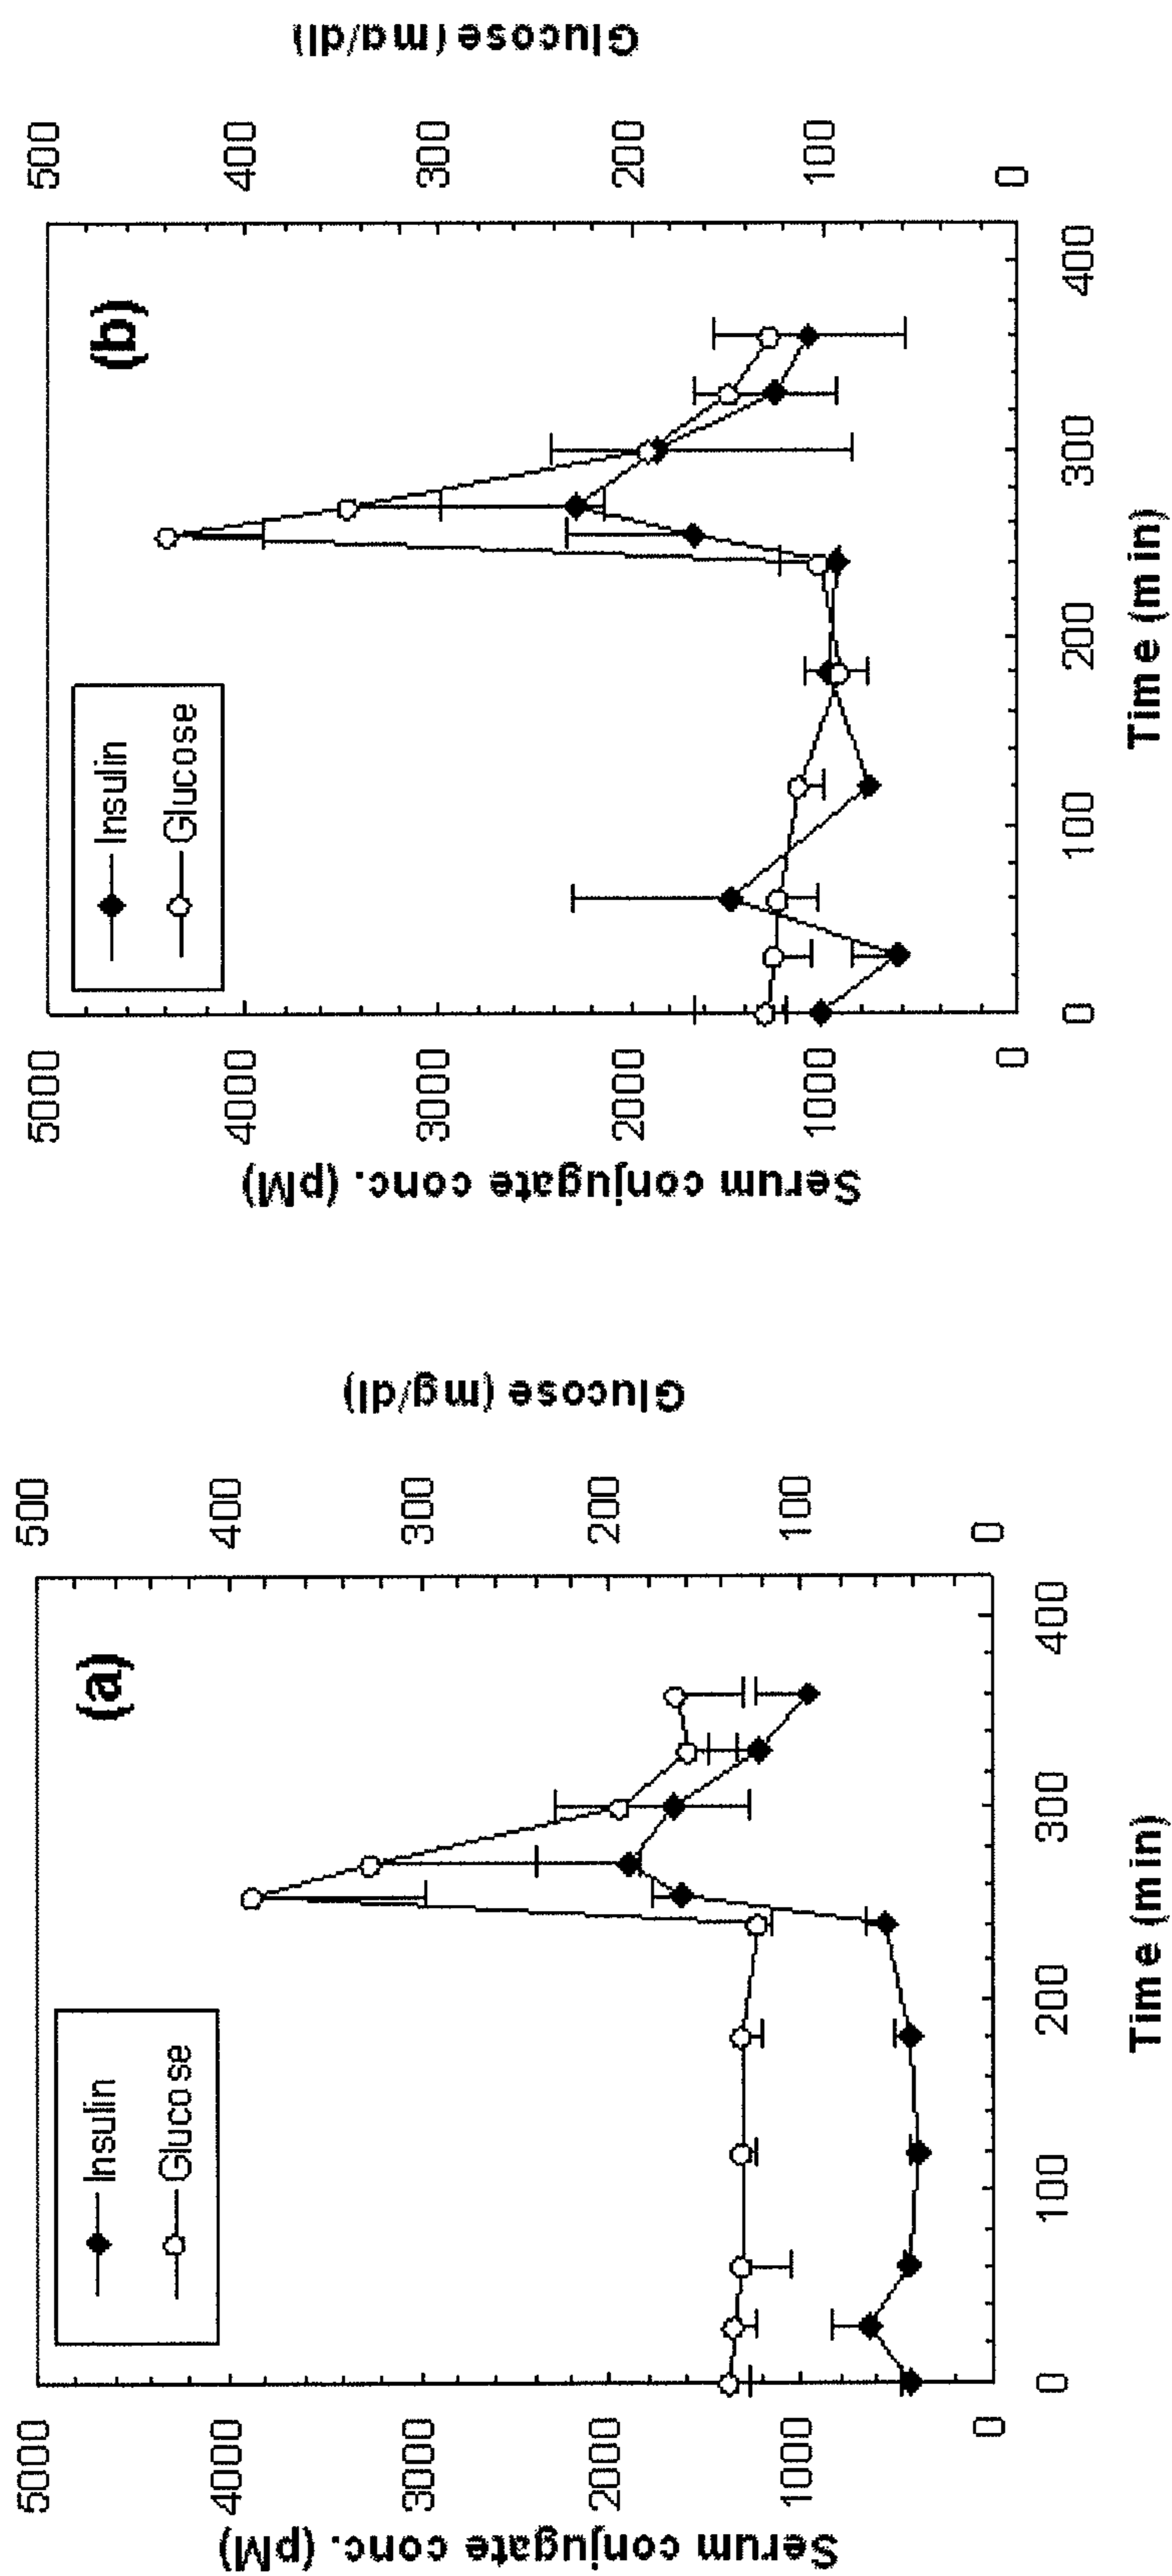 (a)
Insulin
Glucose
Serum conjugate conc. (pM)
5000
4000
3000
2000
1000
0
Glucose (mg/dl)
500
400
300
200
100
0
0
100
200
300
400
Time (min)
(b)
Insulin
Glucose
Serum conjugate conc. (pM)
5000
4000
3000
2000
1000
0
Glucose (mg/dl)
500
400
300
200
100
0
0
100
200
300
400
Time (min)